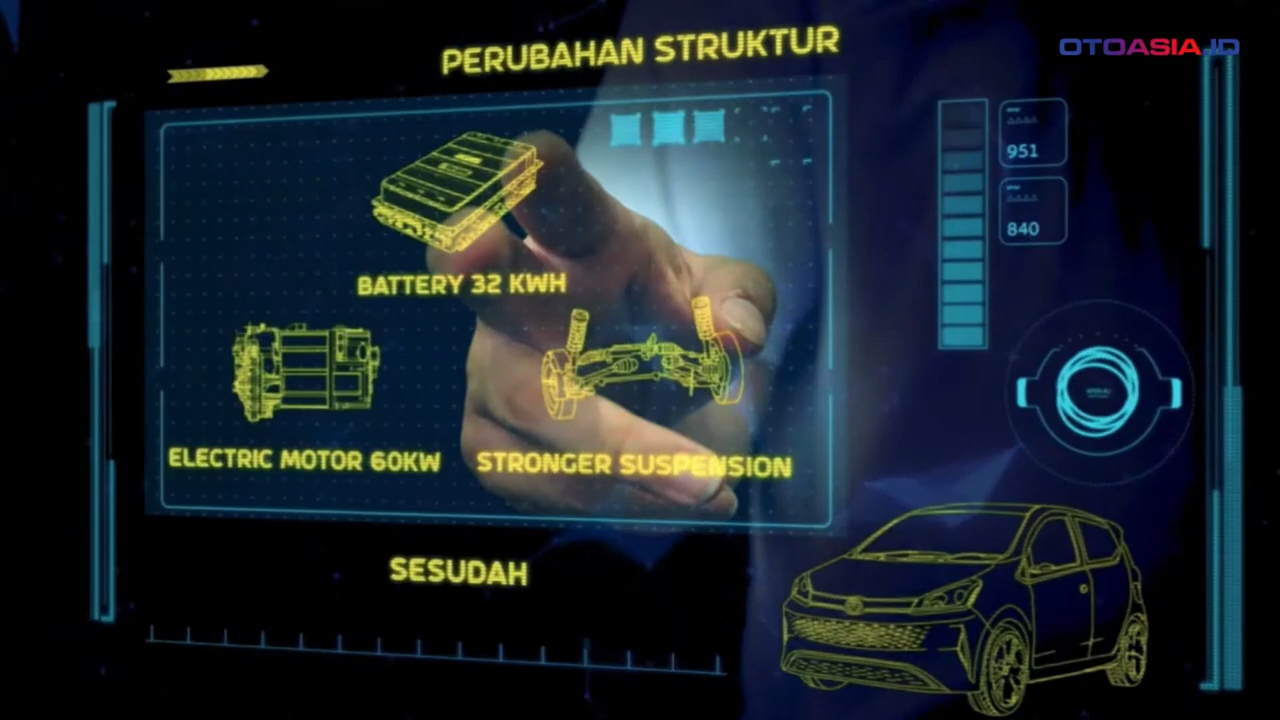 PERUBAHAN STRUKTUR
OTOASIA.ID
951
840
BATTERY 32 KWH
ELECTRIC MOTOR 60KW
STRONGER SUSPENSION
SESUDAH